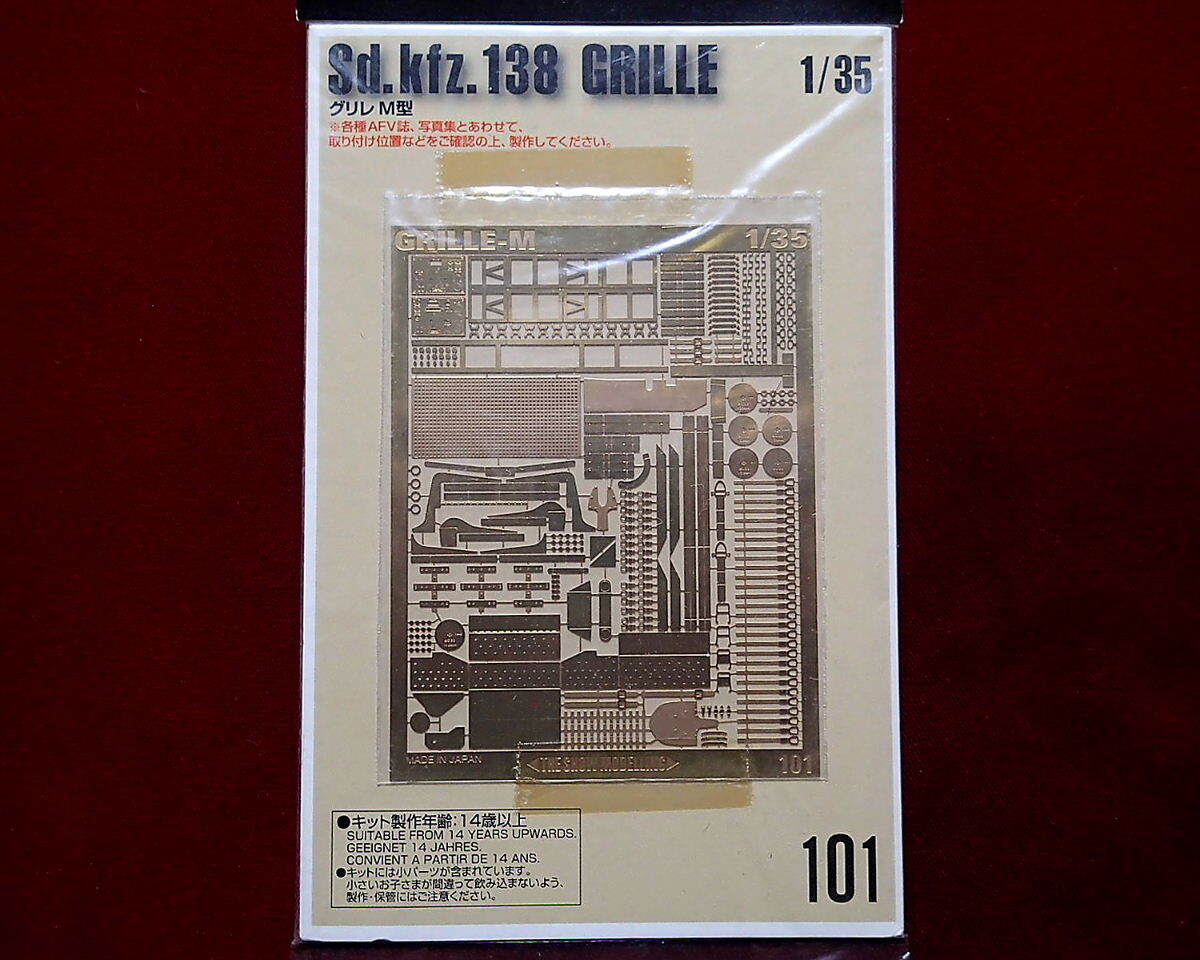 Sd.kfz.138 GRILLE 1/35
グリレ M型
※各種AFV誌、写真集とあわせて、
取り付け位置などをご確認の上、製作してください。
GRILLE-M 1/35
MADE IN JAPAN THE SHOW MODELLING 101
●キット製作年齢:14歳以上
SUITABLE FROM 14 YEARS UPWARDS.
GEEIGNET 14 JAHRES.
CONVIENT A PARTIR DE 14 ANS.
●キットには小パーツが含まれています。
小さいお子さまが間違って飲み込まないよう、
製作・保管にはご注意ください。
101